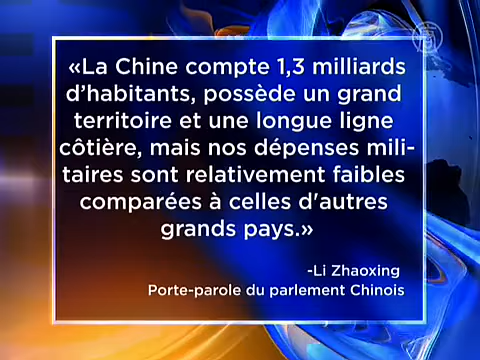 «La Chine compte 1,3 milliards
d’habitants, possède un grand
territoire et une longue ligne
côtière, mais nos dépenses mili-
taires sont relativement faibles
comparées à celles d'autres
grands pays.»
-Li Zhaoxing
Porte-parole du parlement Chinois